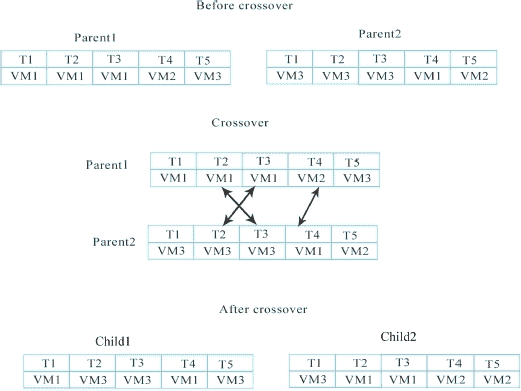 Before crossover
Parent1
T1 T2 T3 T4 T5
VM1 VM1 VM1 VM2 VM3
Parent2
T1 T2 T3 T4 T5
VM3 VM3 VM3 VM1 VM2
Crossover
Parent1
T1 T2 T3 T4 T5
VM1 VM1 VM1 VM2 VM3
Parent2
T1 T2 T3 T4 T5
VM3 VM3 VM3 VM1 VM2
After crossover
Child1
T1 T2 T3 T4 T5
VM1 VM3 VM3 VM1 VM3
Child2
T1 T2 T3 T4 T5
VM3 VM1 VM1 VM2 VM2